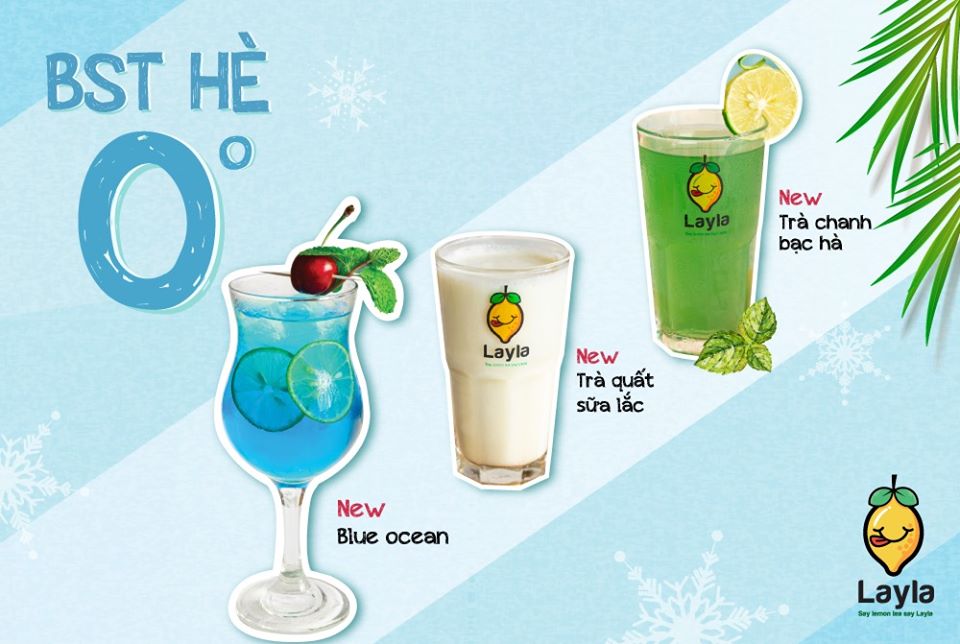 BST HÈ
0°
New
Blue ocean
Layla
New
Trà quất
sữa lắc
Layla
New
Trà chanh
bạc hà
Layla
Say lemon tea say Layla